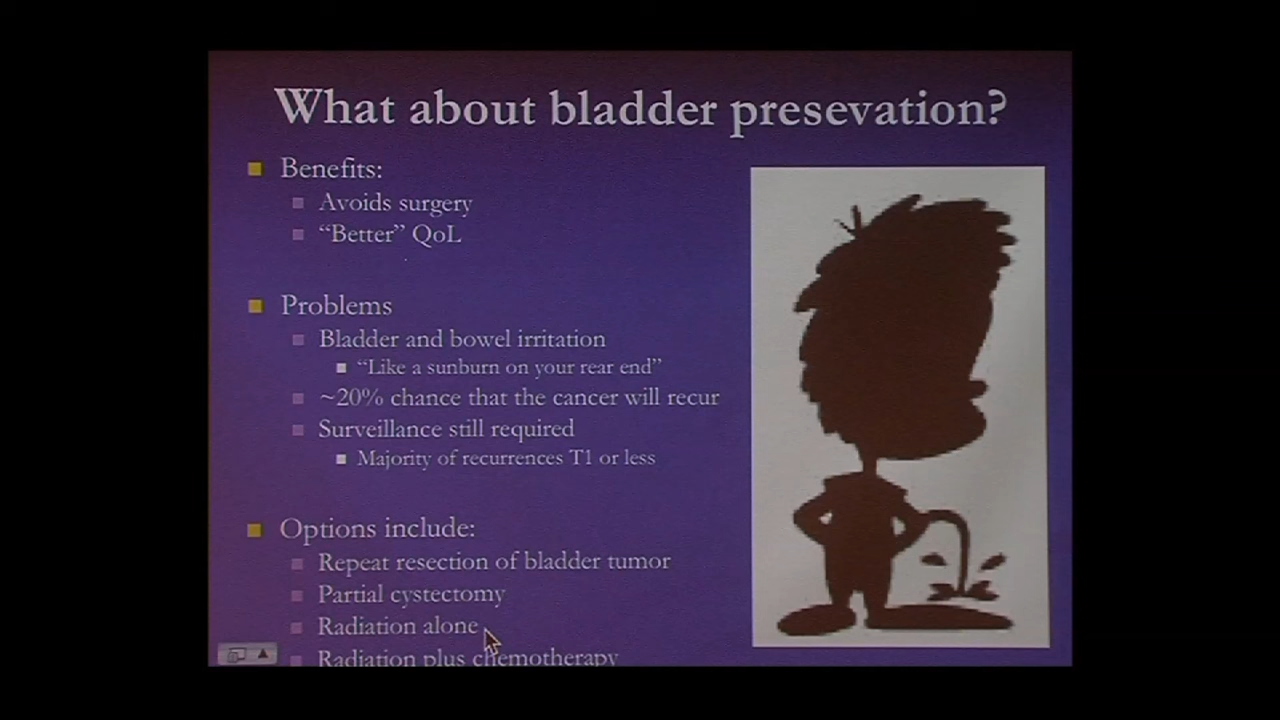 What about bladder presevation?
Benefits:
Avoids surgery
“Better” QoL
Problems
Bladder and bowel irritation
“Like a sunburn on your rear end”
~20% chance that the cancer will recur
Surveillance still required
Majority of recurrences T1 or less
Options include:
Repeat resection of bladder tumor
Partial cystectomy
Radiation alone
Radiation plus chemotherapy